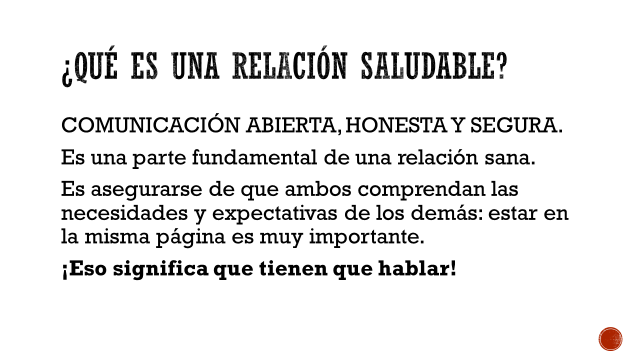 ¿QUÉ ES UNA RELACIÓN SALUDABLE?
COMUNICACIÓN ABIERTA, HONESTA Y SEGURA.
Es una parte fundamental de una relación sana.
Es asegurarse de que ambos comprendan las
necesidades y expectativas de los demás: estar en
la misma página es muy importante.
¡Eso significa que tienen que hablar!